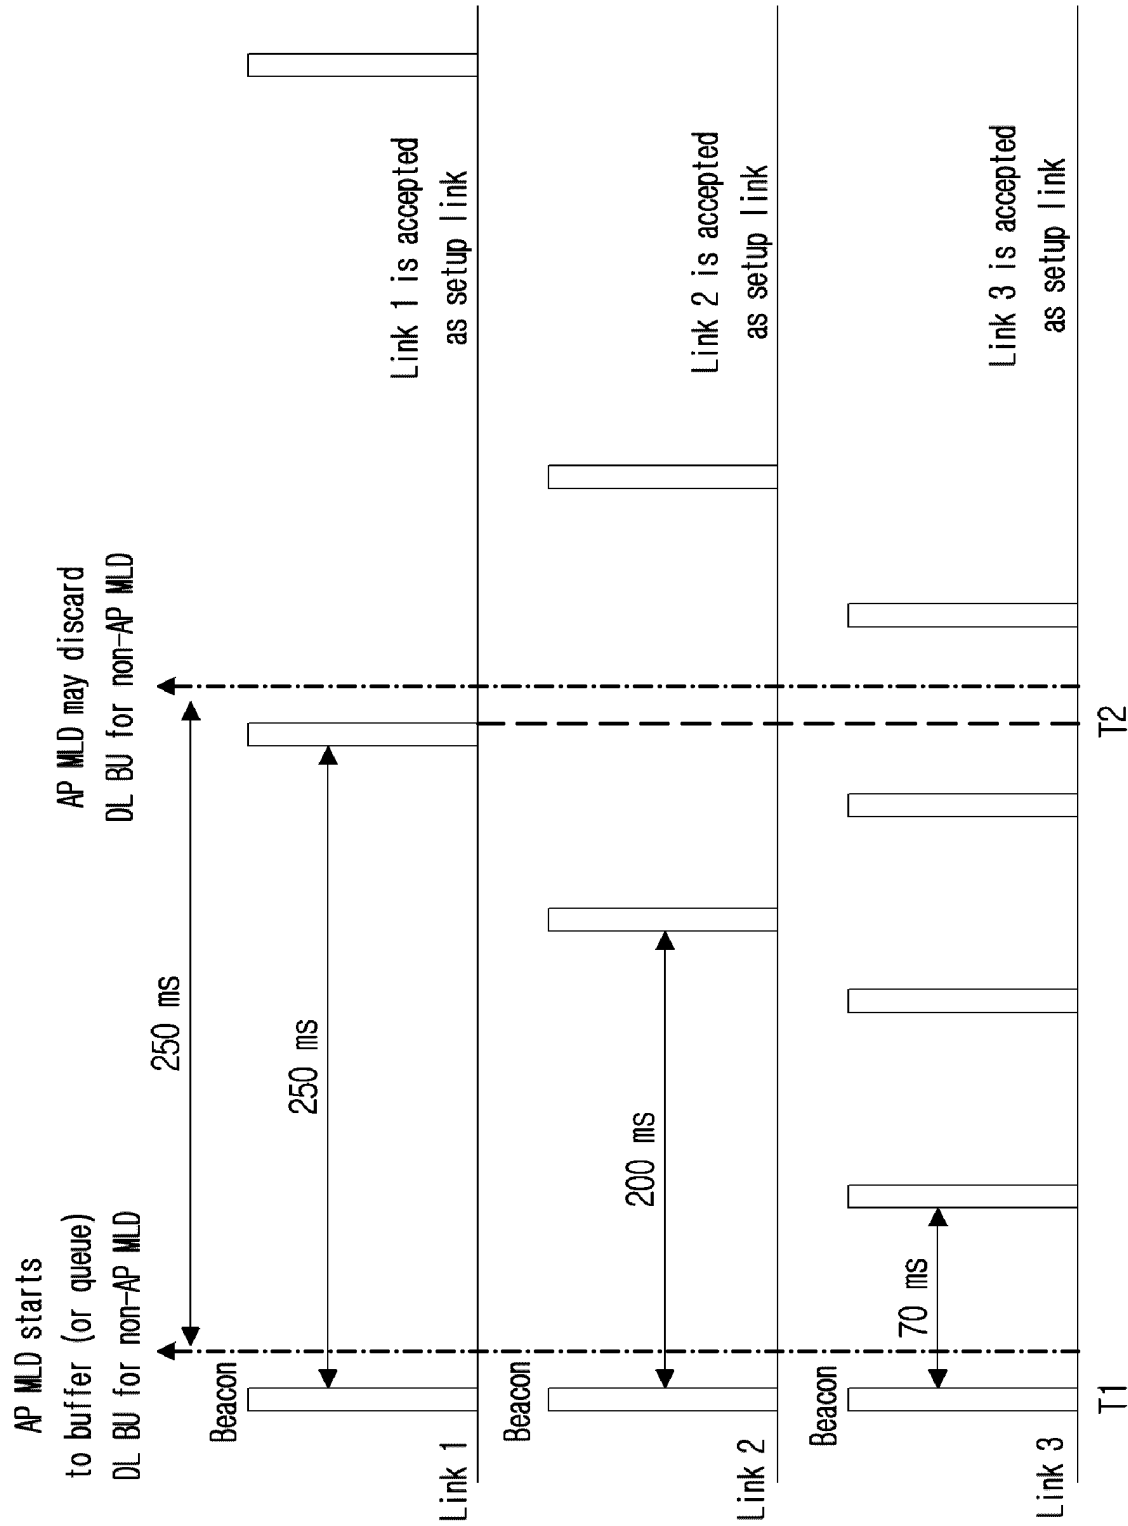 AP MLD starts
to buffer (or queue)
DL BU for non-AP MLD
AP MLD may discard
DL BU for non-AP MLD
250 ms
Beacon
250 ms
Link 1 is accepted
as setup link
Link 1
Beacon
200 ms
Link 2 is accepted
as setup link
Link 2
Beacon
70 ms
Link 3 is accepted
as setup link
Link 3
T1
T2